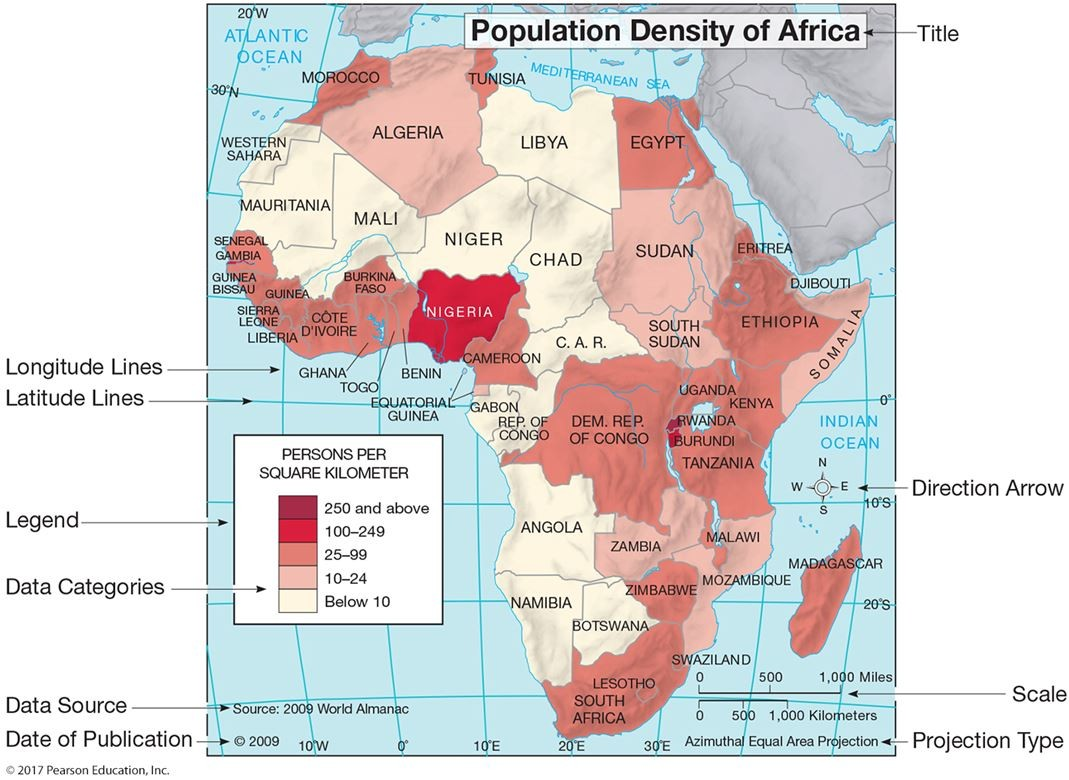 20°W
Population Density of Africa
Title
ATLANTIC
OCEAN
MOROCCO
TUNISIA
MEDITERRANEAN SEA
30°N
ALGERIA
LIBYA
EGYPT
WESTERN
SAHARA
MAURITANIA
MALI
NIGER
CHAD
SUDAN
ERITREA
SENEGAL
GAMBIA
DJIBOUTI
GUINEA
BISSAU
GUINEA
BURKINA
FASO
NIGERIA
SIERRA
LEONE
CÔTE
D'IVOIRE
LIBERIA
C. A. R.
SOUTH
SUDAN
ETHIOPIA
SOMALIA
CAMEROON
Longitude Lines
GHANA
TOGO
BENIN
Latitude Lines
EQUATORIAL
GUINEA
GABON
REP. OF
CONGO
DEM. REP.
OF CONGO
UGANDA
KENYA
0°
RWANDA
BURUNDI
TANZANIA
INDIAN
OCEAN
N
W
E
S
Direction Arrow
10°S
PERSONS PER
SQUARE KILOMETER
250 and above
100–249
25–99
10–24
Below 10
Legend
Data Categories
ANGOLA
ZAMBIA
MALAWI
MADAGASCAR
MOZAMBIQUE
ZIMBABWE
NAMIBIA
BOTSWANA
20°S
SWAZILAND
LESOTHO
SOUTH
AFRICA
0 500 1,000 Miles
0 500 1,000 Kilometers
Scale
Data Source
Source: 2009 World Almanac
Date of Publication
© 2009
10°W
0°
10°E
20°E
30°E
Azimuthal Equal Area Projection
Projection Type
© 2017 Pearson Education, Inc.